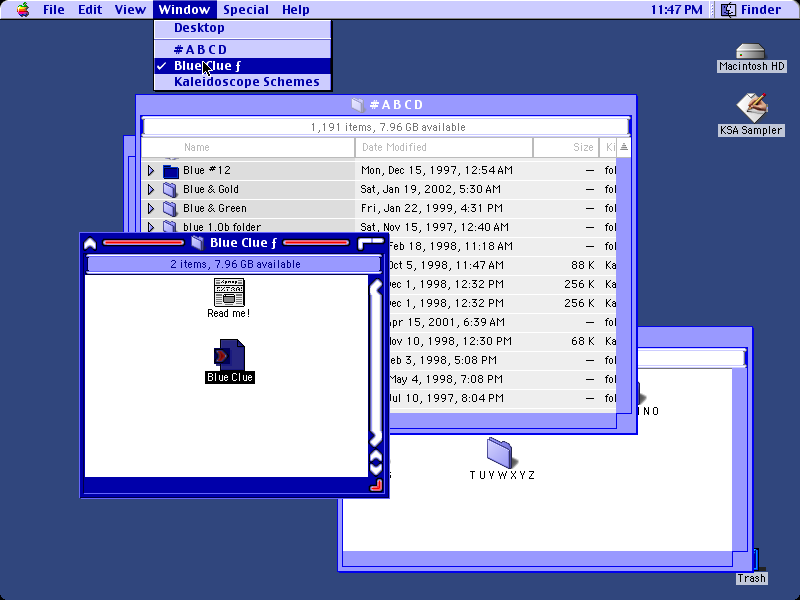 File Edit View Window Special Help 11:47 PM Finder
Desktop
#ABCD
✓ Blue Clue ƒ
Kaleidoscope Schemes
Macintosh HD
KSA Sampler
#ABCD
1,191 items, 7.96 GB available
Name Date Modified Size Ki
Blue #12 Mon, Dec 15, 1997, 12:54 AM — fol
Blue & Gold Sat, Jan 19, 2002, 5:30 AM — fol
Blue & Green Fri, Jan 22, 1999, 4:31 PM — fol
blue 1.0b folder Sat, Nov 15, 1997, 12:40 AM — fol
Feb 18, 1998, 11:18 AM — fol
Oct 5, 1998, 11:47 AM 88 K Ka
Dec 1, 1998, 12:32 PM 256 K Ka
Dec 1, 1998, 12:32 PM 256 K Ka
Apr 15, 2001, 6:39 AM — fol
Nov 10, 1998, 12:30 PM 68 K Ka
Feb 3, 1998, 5:08 PM — fol
May 4, 1998, 7:08 PM — fol
Jul 10, 1997, 8:04 PM — fol
Blue Clue ƒ
2 items, 7.96 GB available
Read me!
Blue Clue
INO
TUVWXYZ
Trash